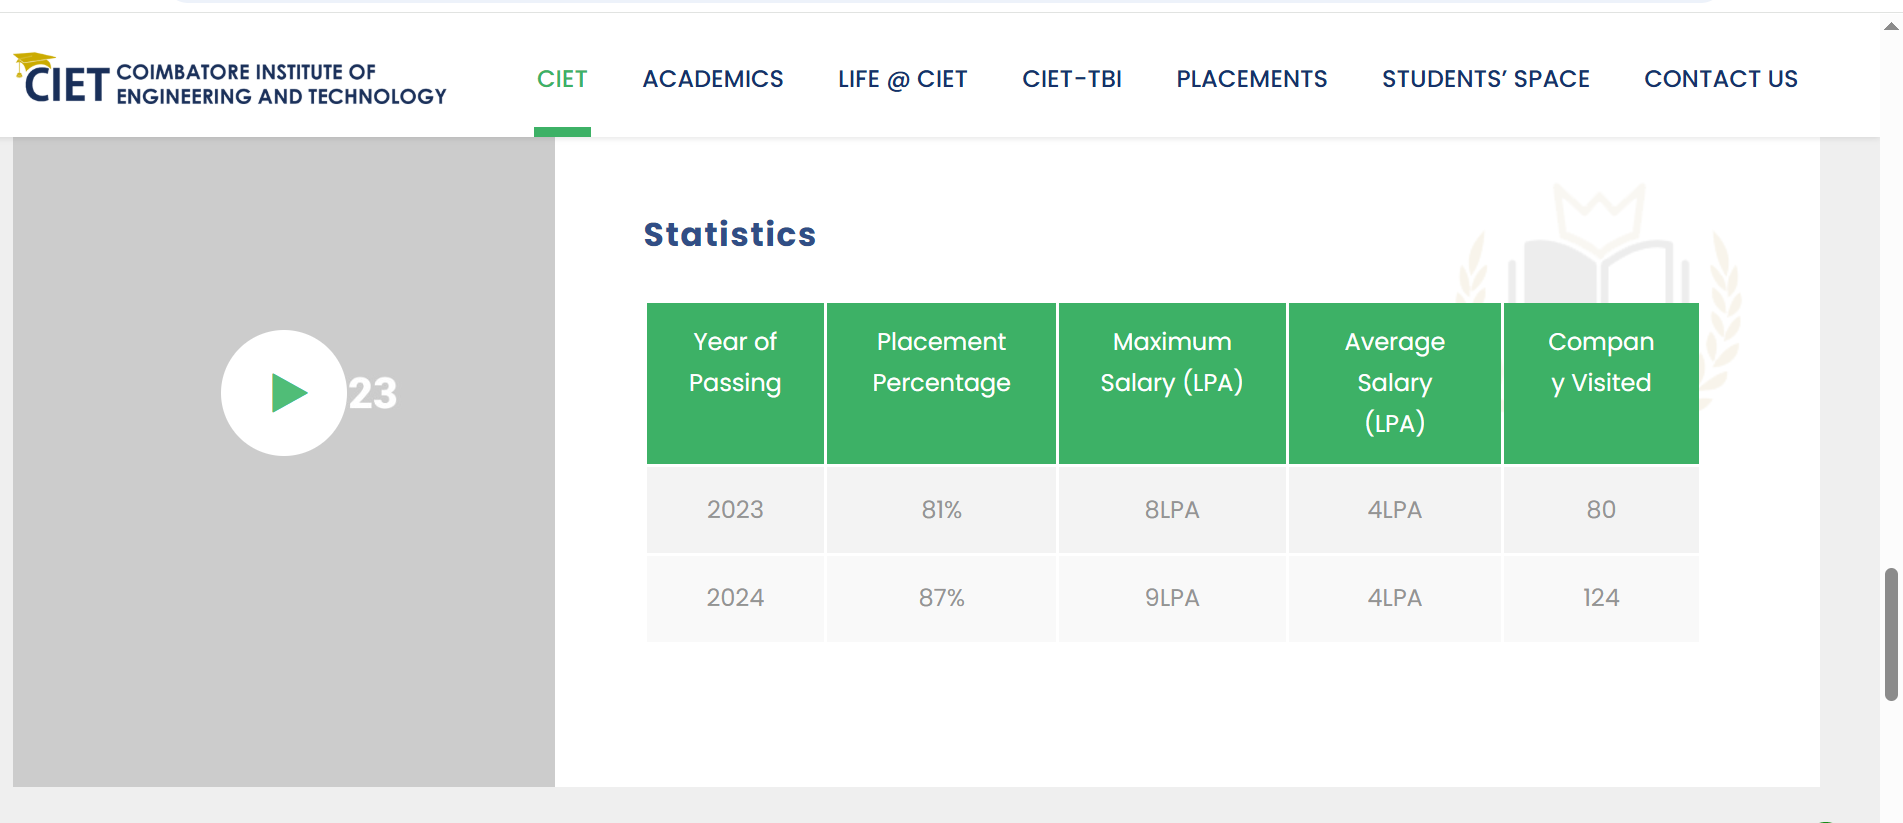 CIET COIMBATORE INSTITUTE OF
ENGINEERING AND TECHNOLOGY
CIET ACADEMICS LIFE @ CIET CIET-TBI PLACEMENTS STUDENTS’ SPACE CONTACT US
23
Statistics
Year of
Passing
Placement
Percentage
Maximum
Salary (LPA)
Average
Salary
(LPA)
Compan
y Visited
2023 81% 8LPA 4LPA 80
2024 87% 9LPA 4LPA 124